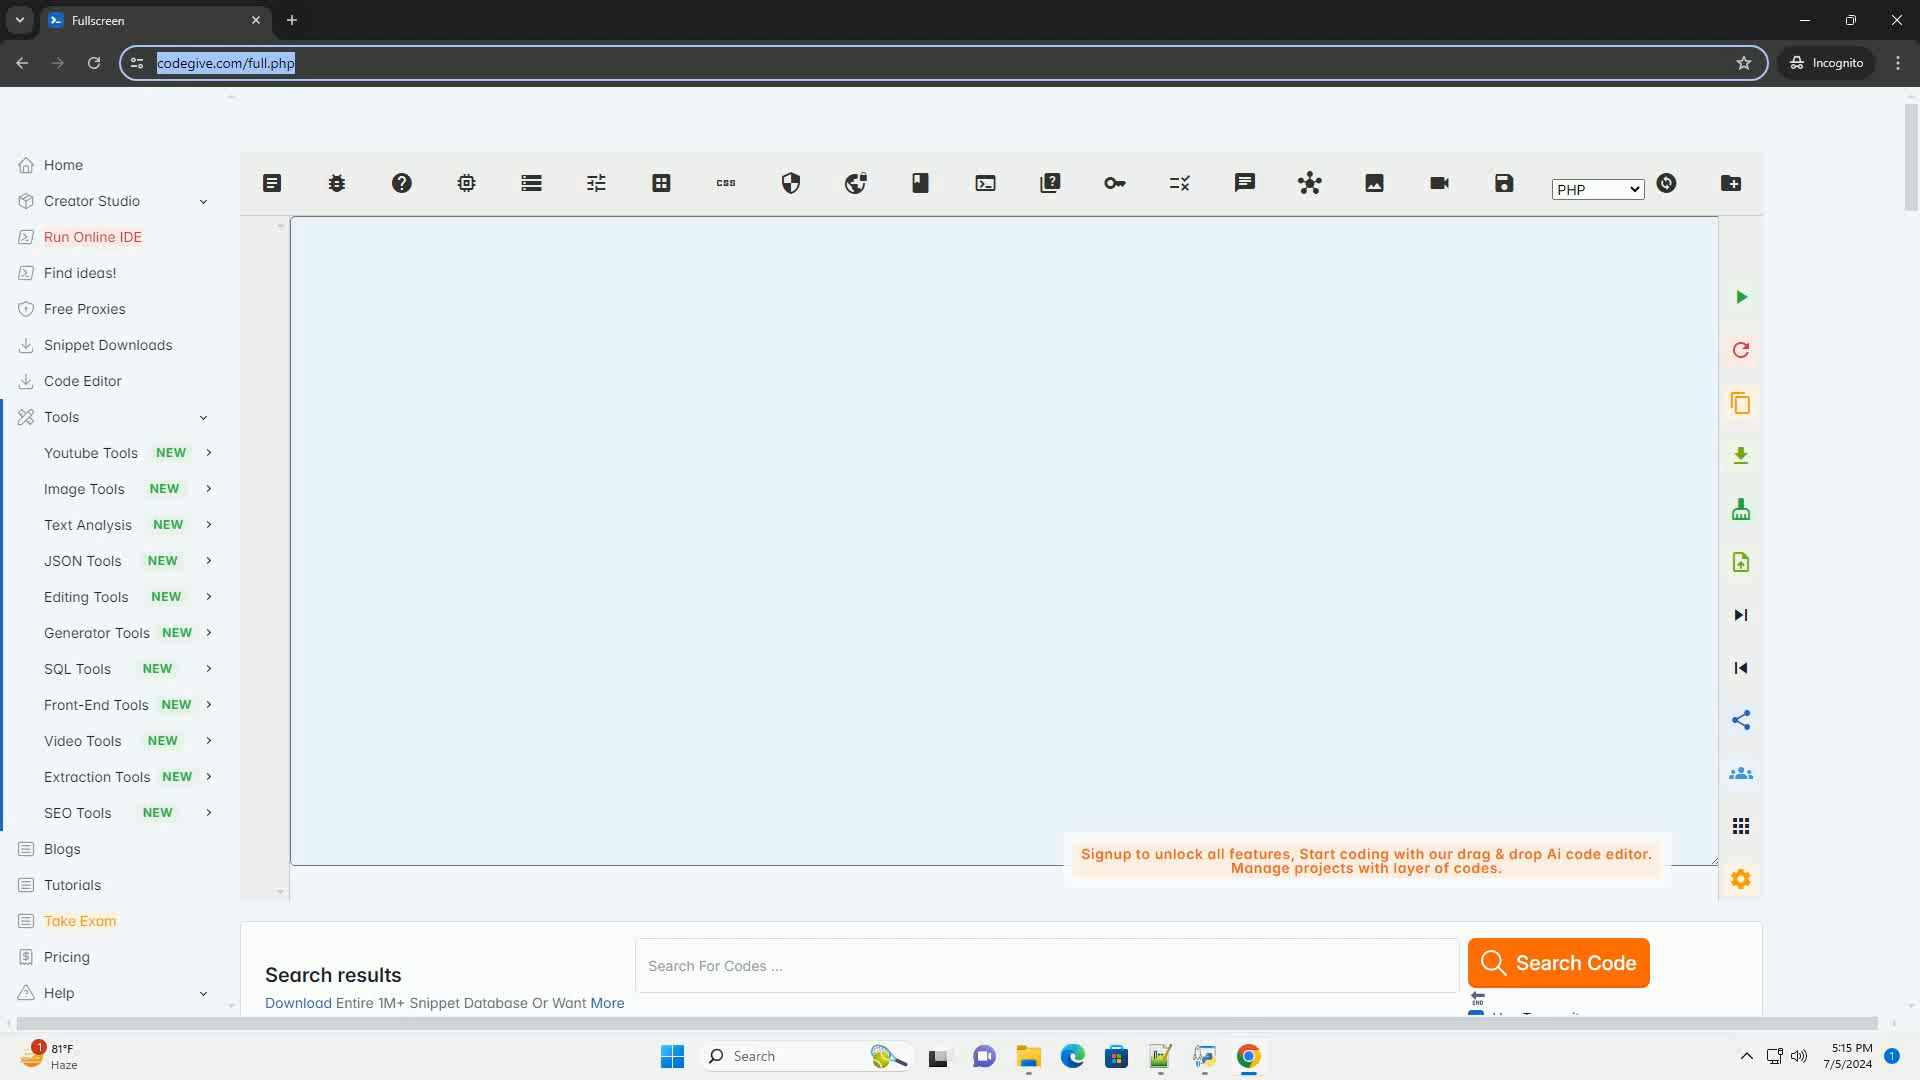 Fullscreen
codegive.com/full.php
Incognito
Home
Creator Studio
Run Online IDE
Find ideas!
Free Proxies
Snippet Downloads
Code Editor
Tools
Youtube Tools NEW
Image Tools NEW
Text Analysis NEW
JSON Tools NEW
Editing Tools NEW
Generator Tools NEW
SQL Tools NEW
Front-End Tools NEW
Video Tools NEW
Extraction Tools NEW
SEO Tools NEW
Blogs
Tutorials
Take Exam
Pricing
Help
CSS
PHP
Signup to unlock all features, Start coding with our drag & drop Ai code editor.
Manage projects with layer of codes.
Search results
Download Entire 1M+ Snippet Database Or Want More
Search For Codes ...
Search Code
END
1
81°F
Haze
Search
5:15 PM
7/5/2024
1